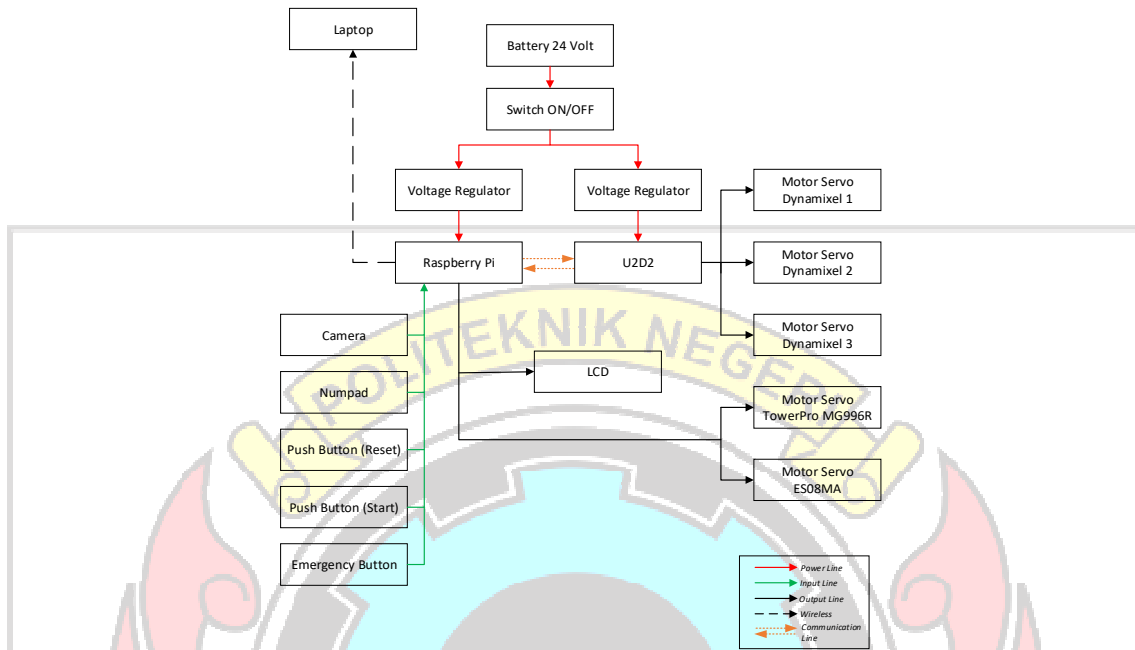 Laptop
Battery 24 Volt
Switch ON/OFF
Voltage Regulator
Voltage Regulator
Motor Servo
Dynamixel 1
Raspberry Pi
U2D2
Motor Servo
Dynamixel 2
Camera
Motor Servo
Dynamixel 3
POLITEKNIK NEGERI
LCD
Numpad
Motor Servo
TowerPro MG996R
Push Button (Reset)
Motor Servo
ES08MA
Push Button (Start)
Emergency Button
Power Line
Input Line
Output Line
Wireless
Communication
Line